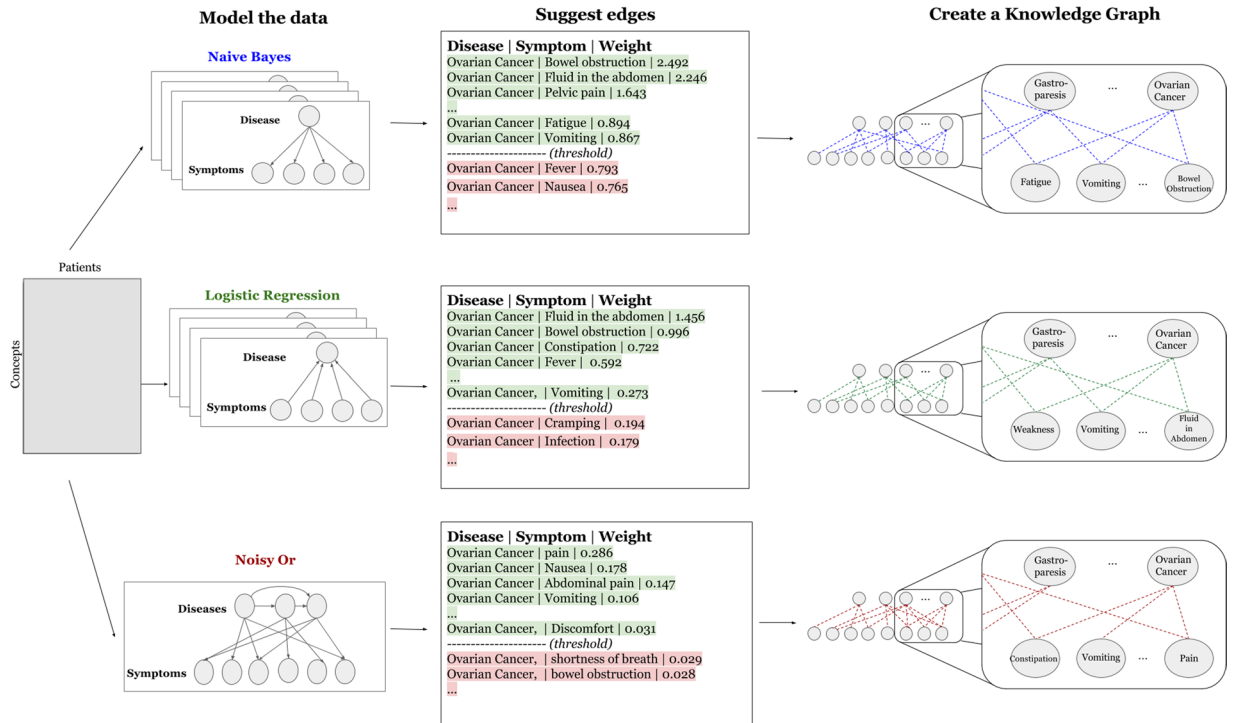 Model the data
Suggest edges
Create a Knowledge Graph
Naive Bayes
Disease
Symptoms
Disease | Symptom | Weight
Ovarian Cancer | Bowel obstruction | 2.492
Ovarian Cancer | Fluid in the abdomen | 2.246
Ovarian Cancer | Pelvic pain | 1.643
...
Ovarian Cancer | Fatigue | 0.894
Ovarian Cancer | Vomiting | 0.867
--------------------- (threshold)
Ovarian Cancer | Fever | 0.793
Ovarian Cancer | Nausea | 0.765
...
...
Gastro-
paresis
...
Ovarian
Cancer
Fatigue
Vomiting
...
Bowel
Obstruction
Patients
Concepts
Logistic Regression
Disease
Symptoms
Disease | Symptom | Weight
Ovarian Cancer | Fluid in the abdomen | 1.456
Ovarian Cancer | Bowel obstruction | 0.996
Ovarian Cancer | Constipation | 0.722
Ovarian Cancer | Fever | 0.592
...
Ovarian Cancer, | Vomiting | 0.273
--------------------- (threshold)
Ovarian Cancer | Cramping | 0.194
Ovarian Cancer | Infection | 0.179
...
...
Gastro-
paresis
...
Ovarian
Cancer
Weakness
Vomiting
...
Fluid
in
Abdomen
Noisy Or
Diseases
Symptoms
Disease | Symptom | Weight
Ovarian Cancer | pain | 0.286
Ovarian Cancer | Nausea | 0.178
Ovarian Cancer | Abdominal pain | 0.147
Ovarian Cancer | Vomiting | 0.106
...
Ovarian Cancer, | Discomfort | 0.031
--------------------- (threshold)
Ovarian Cancer, | shortness of breath | 0.029
Ovarian Cancer, | bowel obstruction | 0.028
...
...
Gastro-
paresis
...
Ovarian
Cancer
Constipation
Vomiting
...
Pain